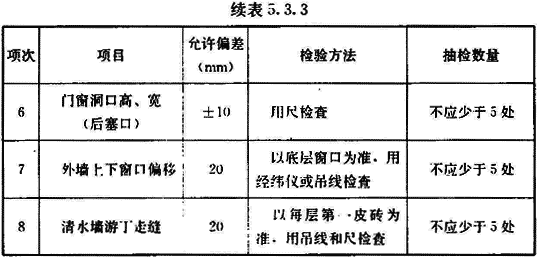 续表5.3.3
项次 项目 允许偏差 检验方法 抽检数量
(mm)
6 门窗洞口高、宽 ±10 用尺检查 不应少于5处
(后塞口)
7 外墙上下窗口偏移 20 以底层窗口为准,用 不应少于5处
经纬仪或吊线检查
8 清水墙游丁走缝 20 以每层第一皮砖为 不应少于5处
准,用吊线和尺检查